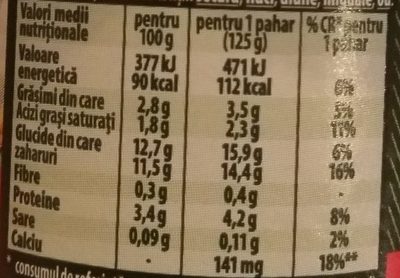 Valori medii nutriționale pentru 100 g pentru 1 pahar (125 g) % CR* pentru 1 pahar
Valoare energetică 377 kJ 90 kcal 471 kJ 112 kcal 6%
Grăsimi din care 2,8 g 3,5 g 5%
Acizi grași saturați 1,8 g 2,3 g 11%
Glucide din care 12,7 g 15,9 g 6%
zaharuri 11,5 g 14,4 g 16%
Fibre 0,3 g 0,4 g -
Proteine 3,4 g 4,2 g 8%
Sare 0,09 g 0,11 g 2%
Calciu - 141 mg 18%**
* consumul de